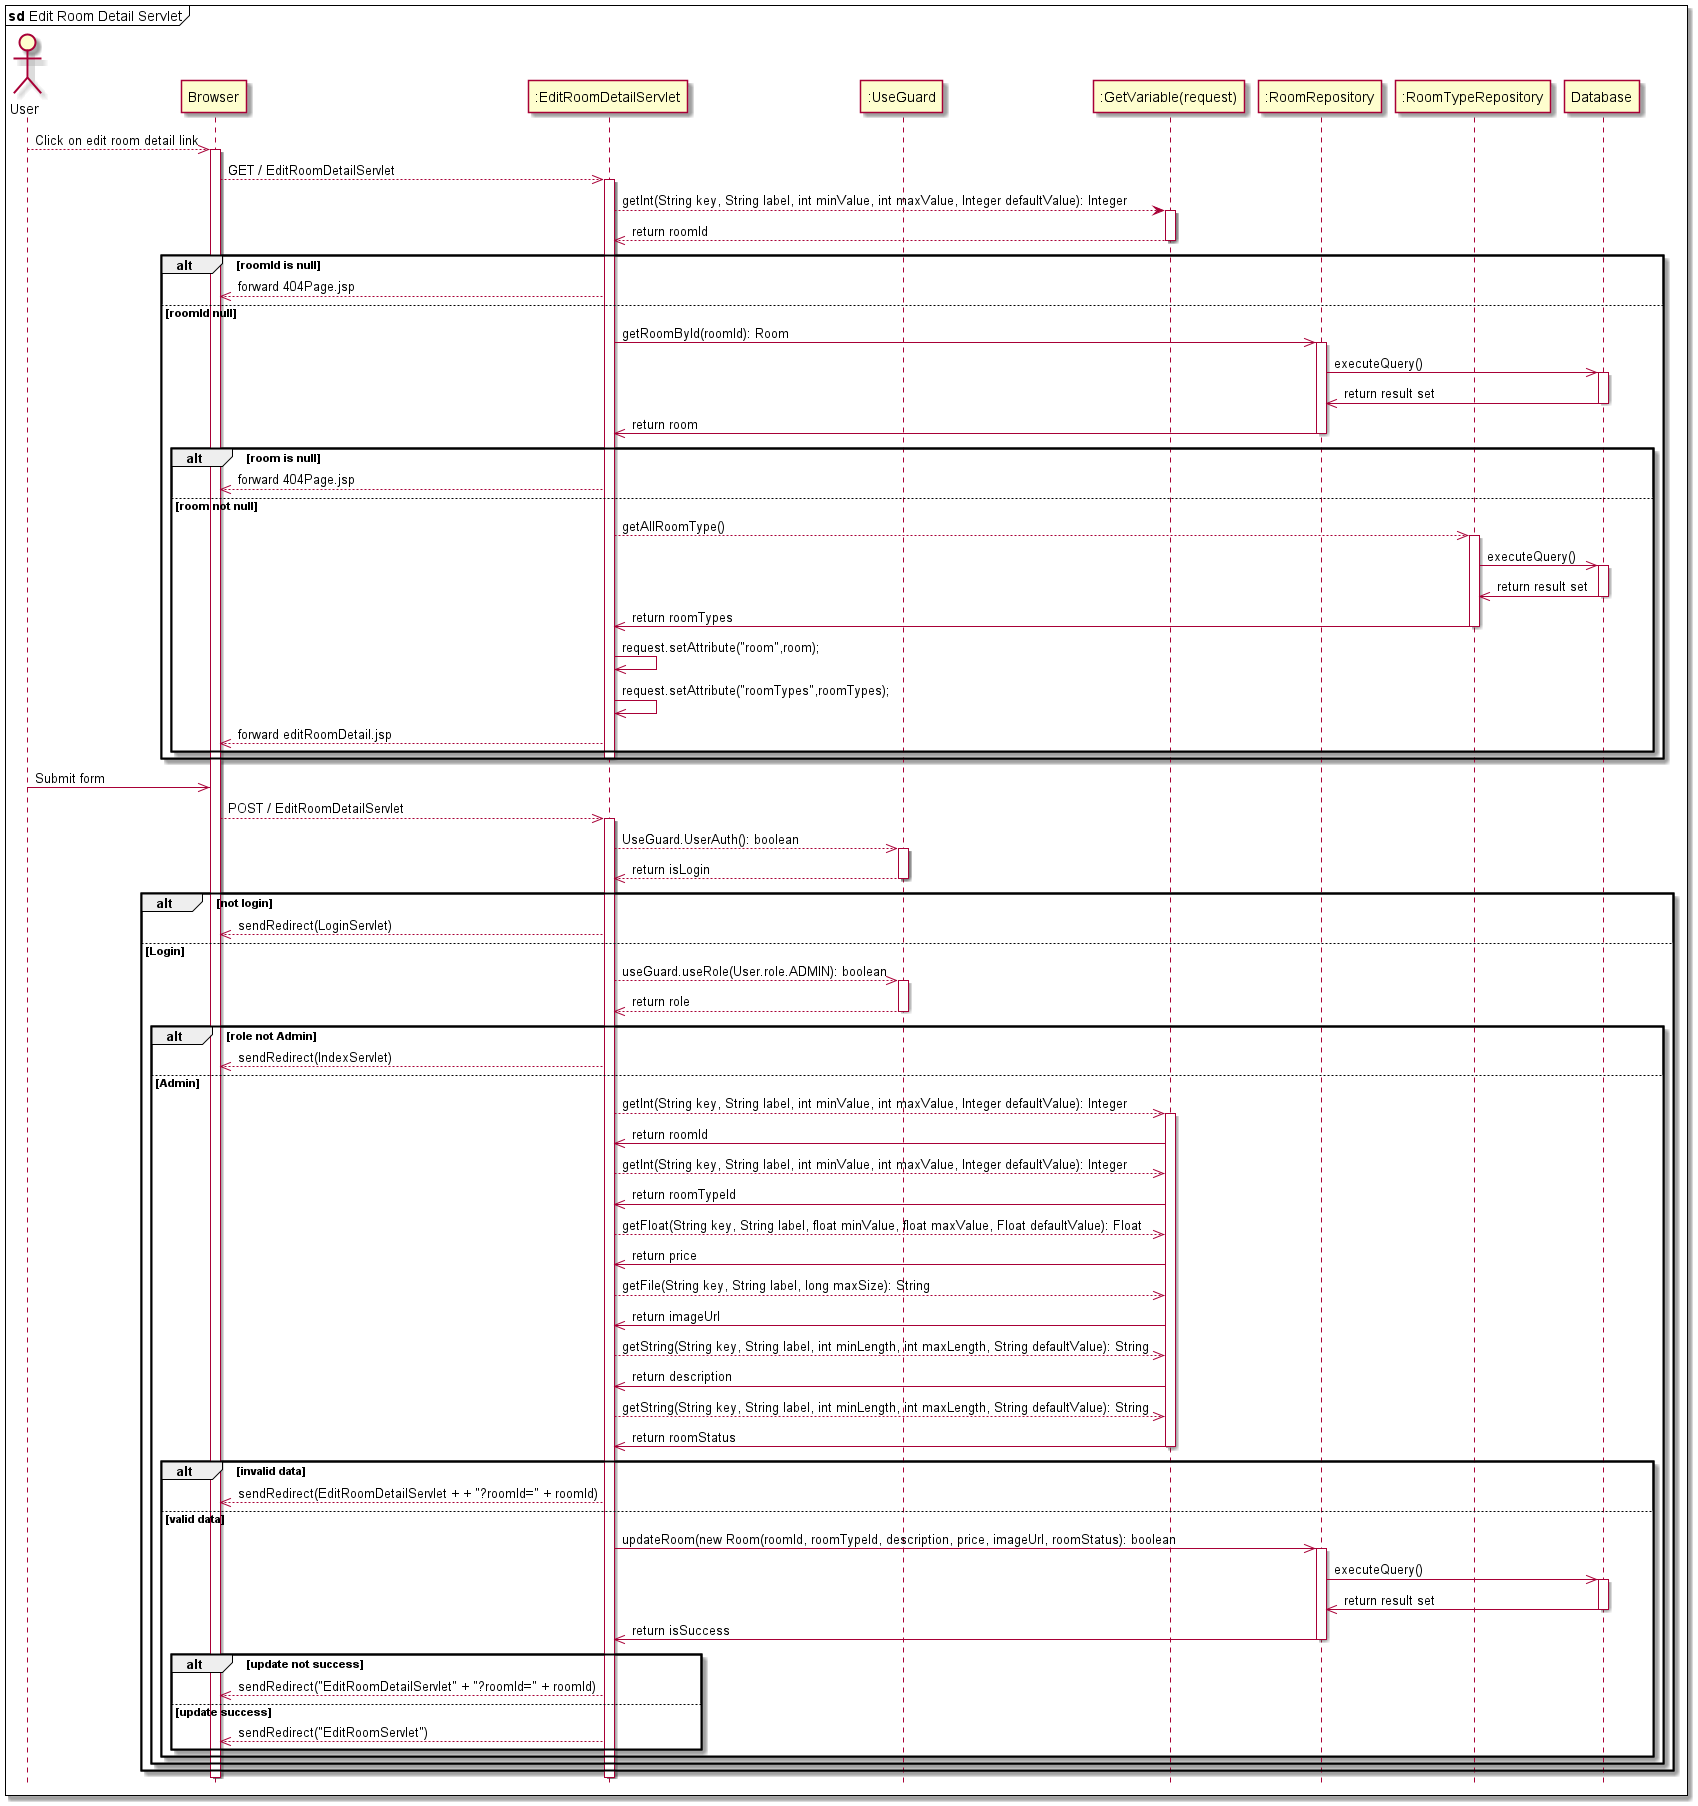 sd Edit Room Detail Servlet
User
Browser
:EditRoomDetailServlet
:UseGuard
:GetVariable(request)
:RoomRepository
:RoomTypeRepository
Database
Click on edit room detail link
GET / EditRoomDetailServlet
getInt(String key, String label, int minValue, int maxValue, Integer defaultValue): Integer
return roomId
alt [roomId is null]
forward 404Page.jsp
[roomId null]
getRoomById(roomId): Room
executeQuery()
return result set
return room
alt [room is null]
forward 404Page.jsp
[room not null]
getAllRoomType()
executeQuery()
return result set
return roomTypes
request.setAttribute("room",room);
request.setAttribute("roomTypes",roomTypes);
forward editRoomDetail.jsp
Submit form
POST / EditRoomDetailServlet
UseGuard.UserAuth(): boolean
return isLogin
alt [not login]
sendRedirect(LoginServlet)
[Login]
useGuard.useRole(User.role.ADMIN): boolean
return role
alt [role not Admin]
sendRedirect(IndexServlet)
[Admin]
getInt(String key, String label, int minValue, int maxValue, Integer defaultValue): Integer
return roomId
getInt(String key, String label, int minValue, int maxValue, Integer defaultValue): Integer
return roomTypeId
getFloat(String key, String label, float minValue, float maxValue, Float defaultValue): Float
return price
getFile(String key, String label, long maxSize): String
return imageUrl
getString(String key, String label, int minLength, int maxLength, String defaultValue): String
return description
getString(String key, String label, int minLength, int maxLength, String defaultValue): String
return roomStatus
alt [invalid data]
sendRedirect(EditRoomDetailServlet + + "?roomId=" + roomId)
[valid data]
updateRoom(new Room(roomId, roomTypeId, description, price, imageUrl, roomStatus): boolean
executeQuery()
return result set
return isSuccess
alt [update not success]
sendRedirect("EditRoomDetailServlet" + "?roomId=" + roomId)
[update success]
sendRedirect("EditRoomServlet")